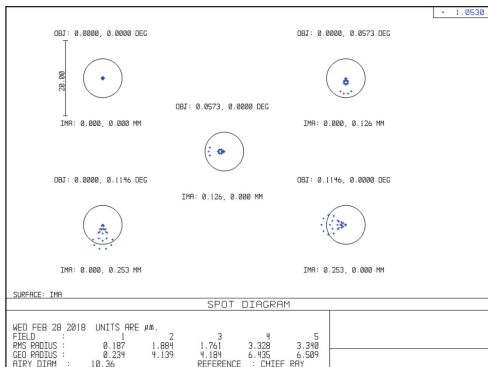 + 1.0530
OBJ: 0.0000, 0.0000 DEG
OBJ: 0.0000, 0.0573 DEG
20.00
IMA: 0.000, 0.000 MM
IMA: 0.000, 0.126 MM
OBJ: 0.0573, 0.0000 DEG
IMA: 0.126, 0.000 MM
OBJ: 0.0000, 0.1146 DEG
OBJ: 0.1146, 0.0000 DEG
IMA: 0.000, 0.253 MM
IMA: 0.253, 0.000 MM
SURFACE: IMA
SPOT DIAGRAM
WED FEB 28 2018 UNITS ARE µm.
FIELD : 1 2 3 4 5
RMS RADIUS : 0.187 1.884 1.761 3.328 3.340
GEO RADIUS : 0.234 4.139 4.184 6.435 6.509
AIRY DIAM : 10.36 REFERENCE : CHIEF RAY